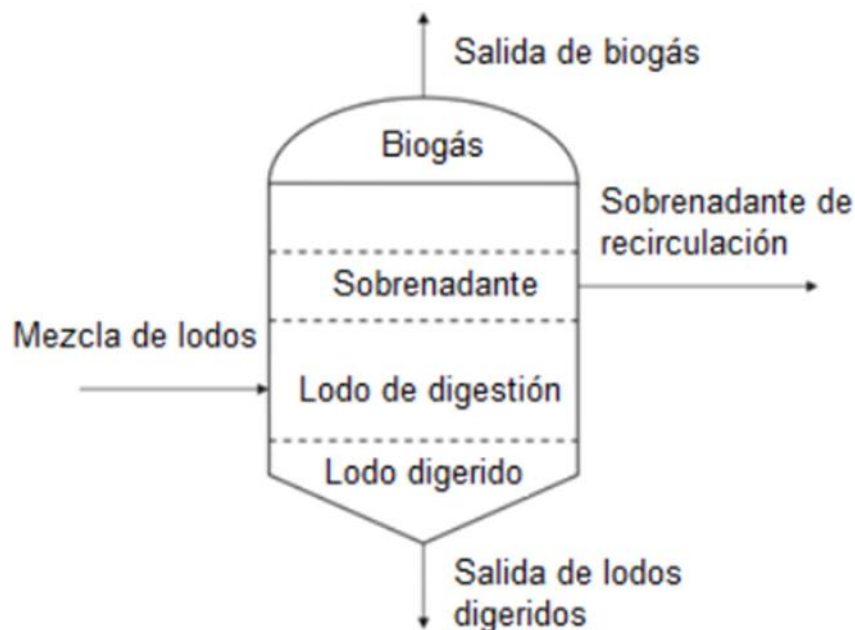 Salida de biogás
Biogás
Sobrenadante de
recirculación
Sobrenadante
Mezcla de lodos
Lodo de digestión
Lodo digerido
Salida de lodos
digeridos